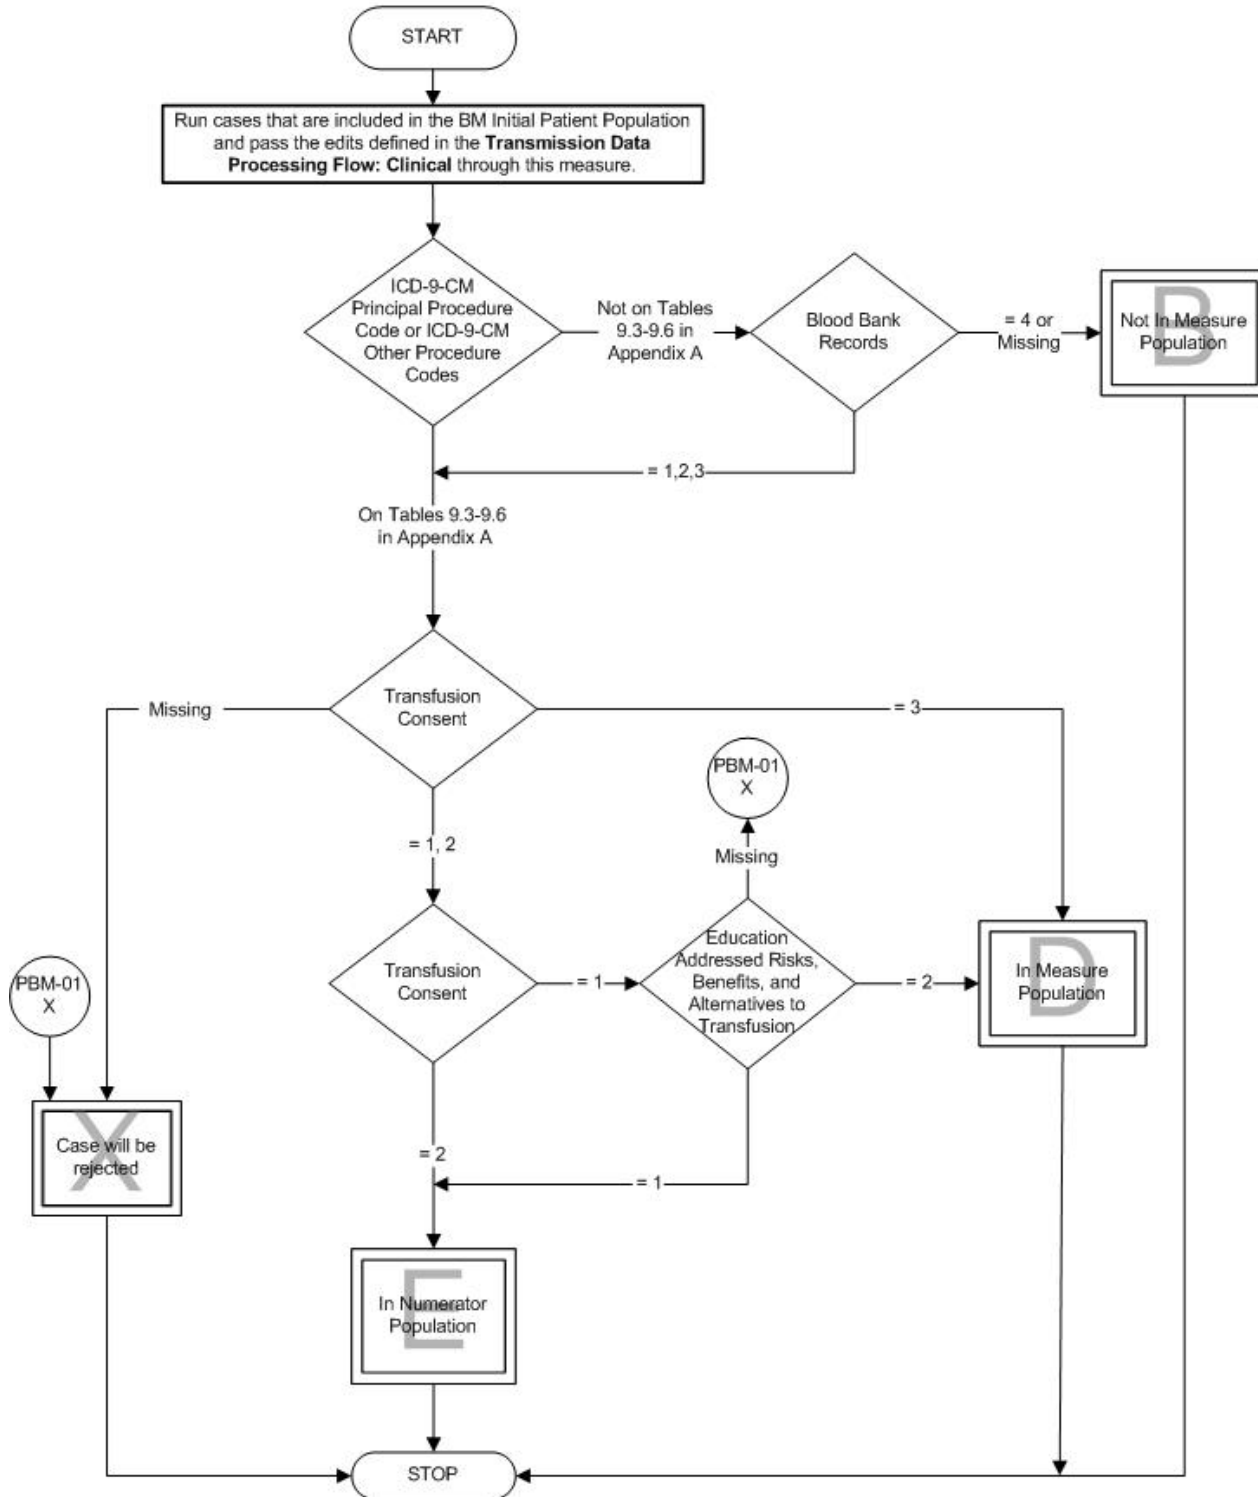 START
Run cases that are included in the BM Initial Patient Population
and pass the edits defined in the Transmission Data
Processing Flow: Clinical through this measure.
ICD-9-CM
Principal Procedure
Code or ICD-9-CM
Other Procedure
Codes
Not on Tables
9.3-9.6 in
Appendix A
Blood Bank
Records
= 4 or
Missing
B
Not In Measure
Population
= 1,2,3
On Tables 9.3-9.6
in Appendix A
Transfusion
Consent
Missing
= 3
PBM-01
X
= 1, 2
Missing
Transfusion
Consent
= 1
Education
Addressed Risks,
Benefits, and
Alternatives to
Transfusion
= 2
D
In Measure
Population
PBM-01
X
X
Case will be
rejected
= 2
= 1
E
In Numerator
Population
STOP